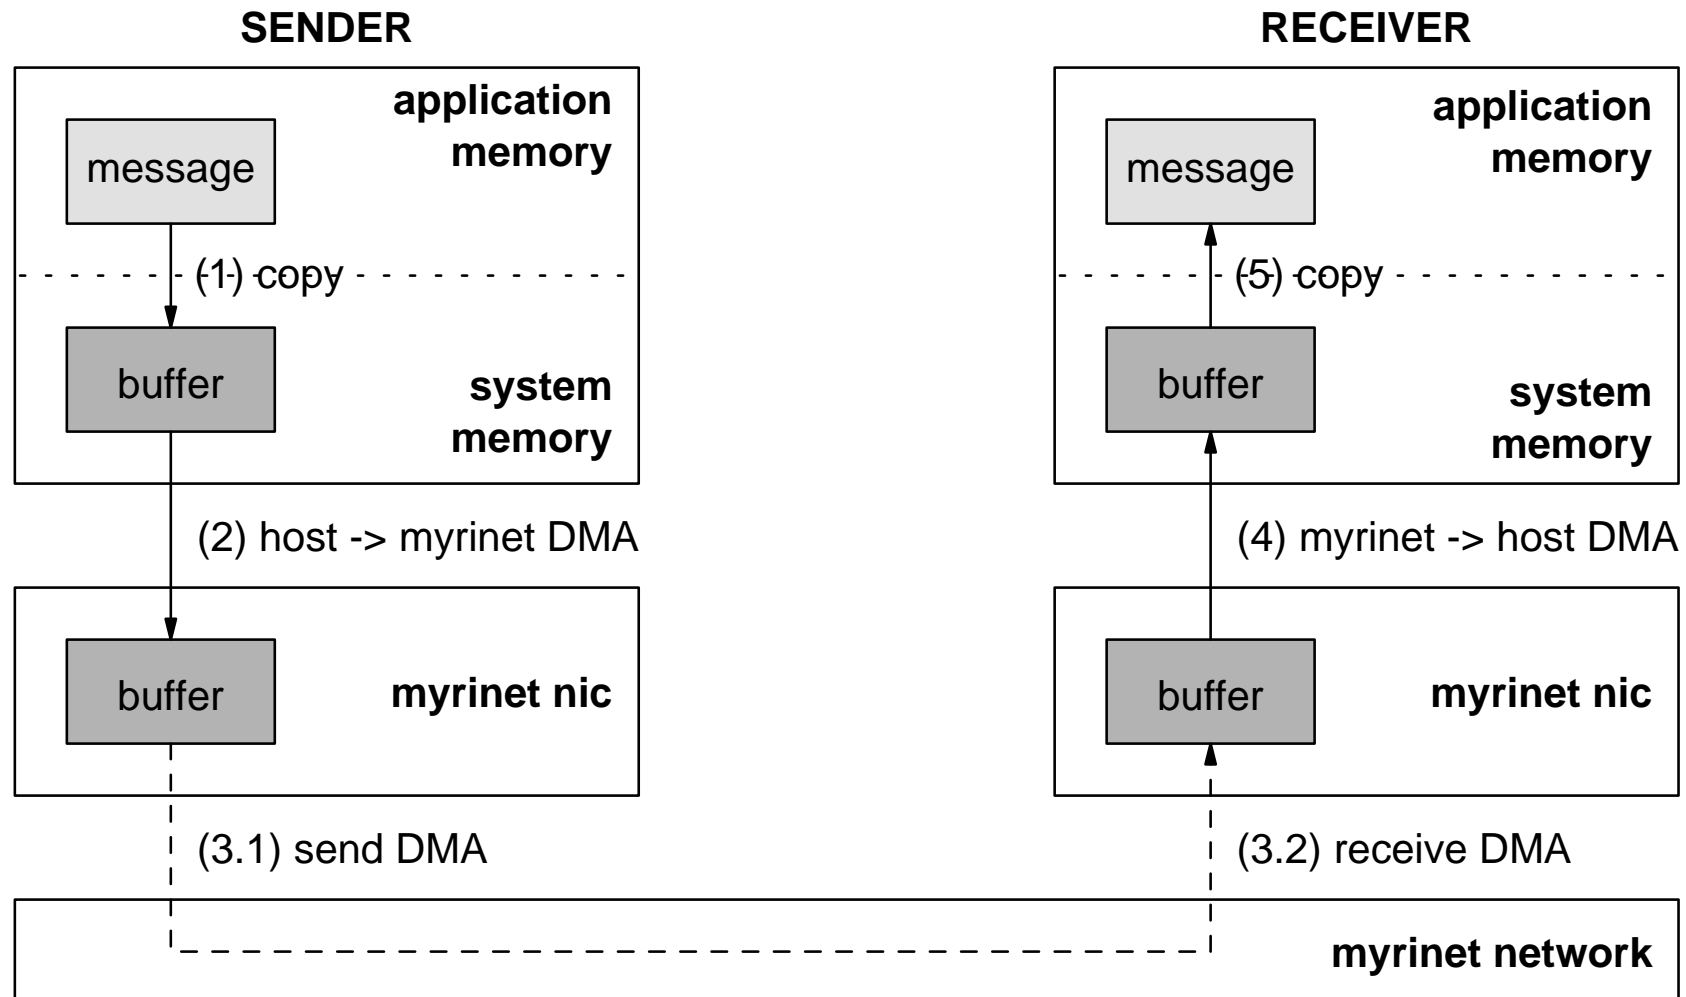 SENDER
application
memory
message
(1) copy
buffer
system
memory
(2) host -> myrinet DMA
buffer
myrinet nic
(3.1) send DMA
RECEIVER
application
memory
message
(5) copy
buffer
system
memory
(4) myrinet -> host DMA
buffer
myrinet nic
(3.2) receive DMA
myrinet network